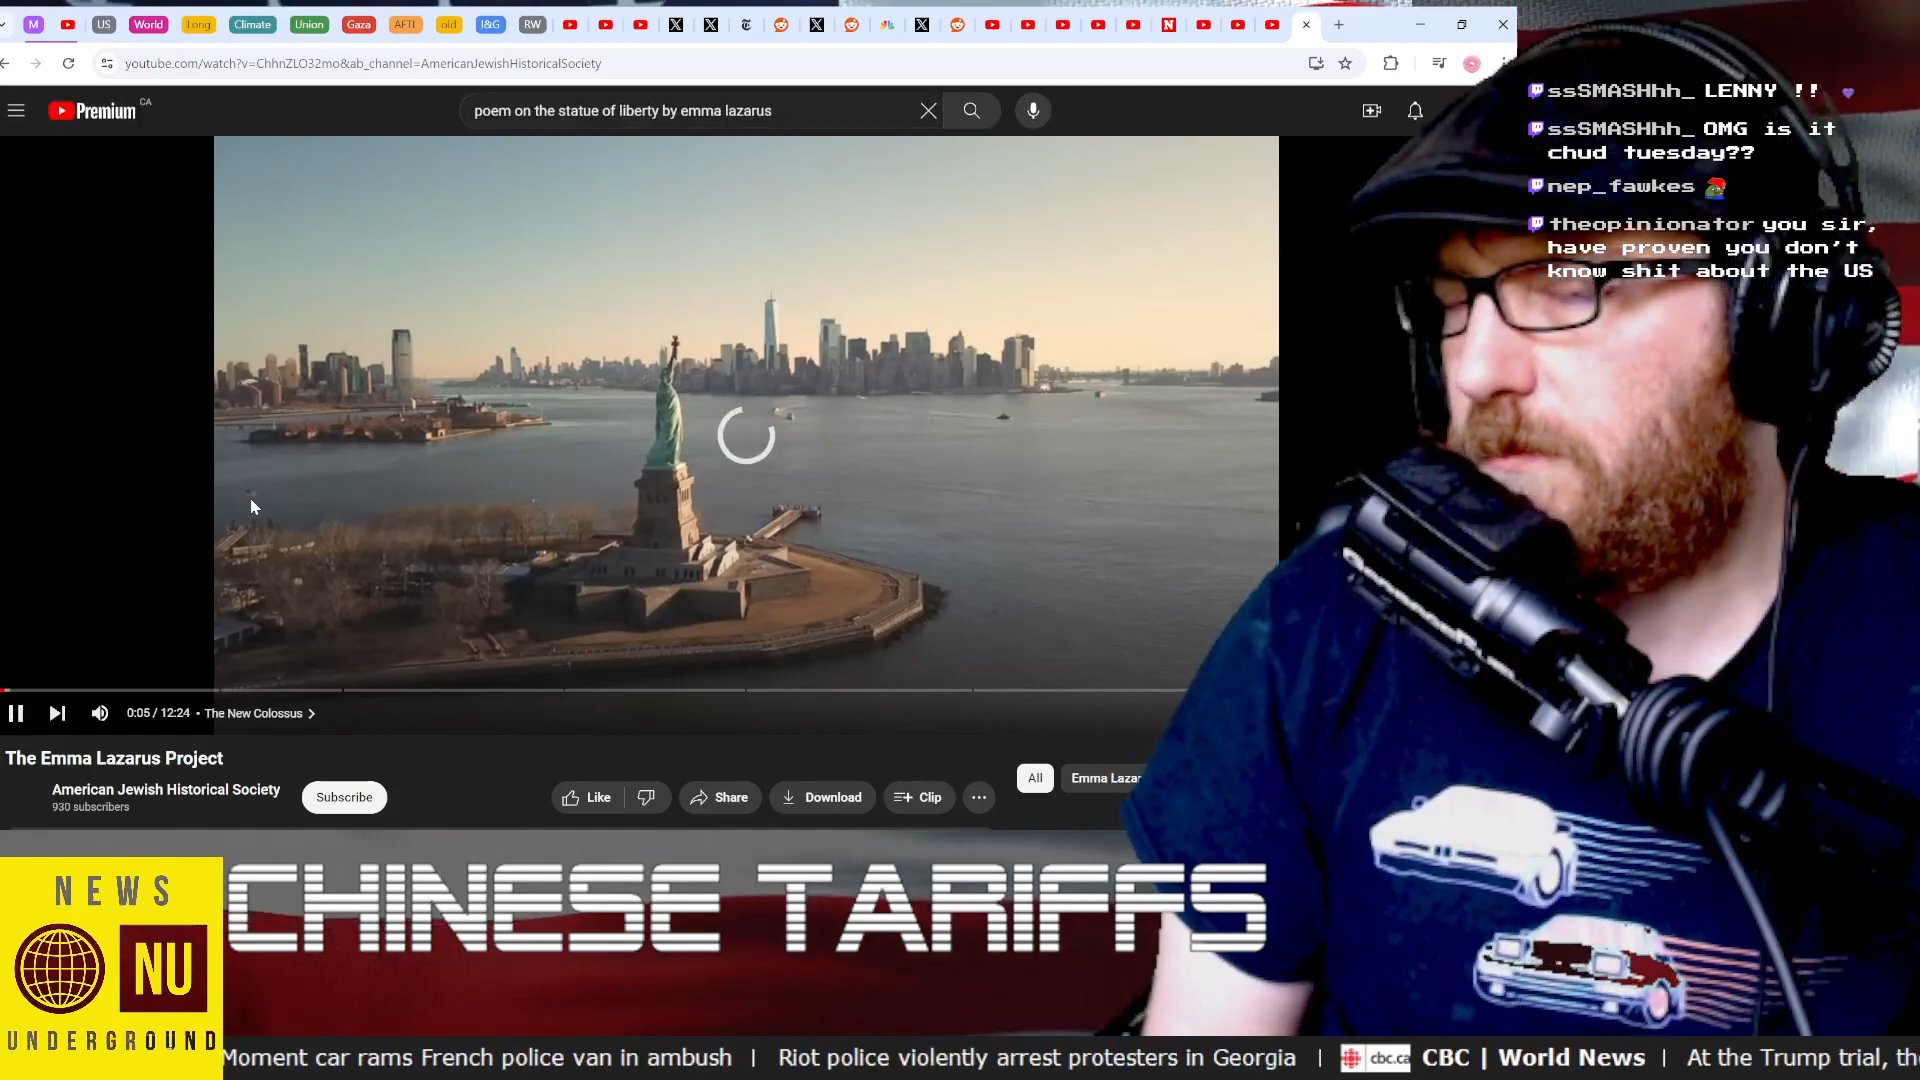 M
US
World
Long
Climate
Union
Gaza
AFTL
old
I&G
RW
youtube.com/watch?v=ChhnZLO32mo&ab_channel=AmericanJewishHistoricalSociety
Premium CA
poem on the statue of liberty by emma lazarus
ssSMASHhh_ LENNY !!
ssSMASHhh_ OMG is it
chud tuesday??
nep_fawkes
theopinionator you sir,
have proven you don't
know shit about the US
0:05 / 12:24 • The New Colossus
The Emma Lazarus Project
American Jewish Historical Society
930 subscribers
Subscribe
Like
Share
Download
Clip
All
Emma Lazar
NEWS
NU
UNDERGROUND
CHINESE TARIFFS
Moment car rams French police van in ambush | Riot police violently arrest protesters in Georgia | cbc.ca CBC | World News | At the Trump trial, the